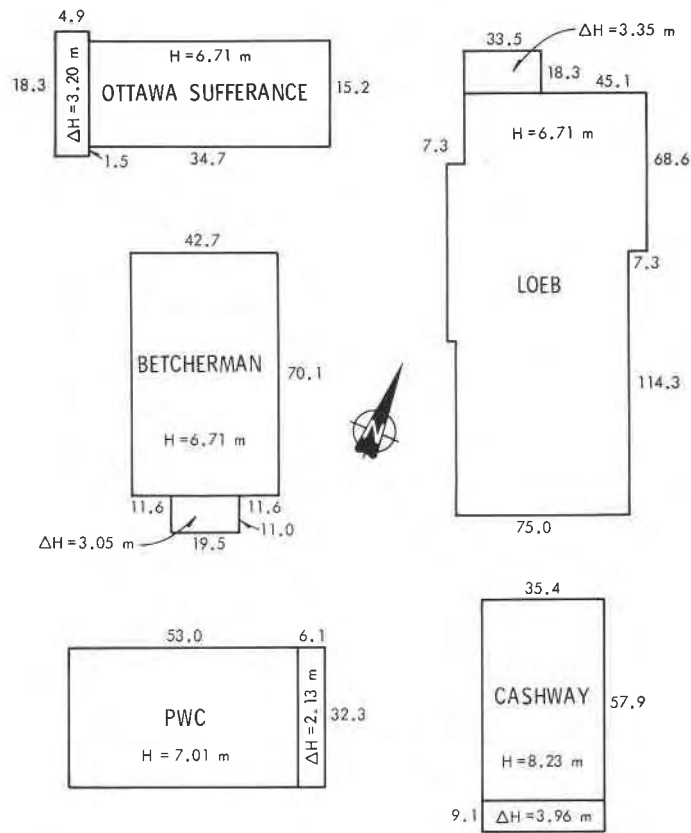 4.9
H = 6.71 m
18.3
ΔH = 3.20 m
OTTAWA SUFFERANCE
15.2
1.5
34.7
33.5
ΔH = 3.35 m
18.3
45.1
H = 6.71 m
7.3
68.6
7.3
LOEB
114.3
75.0
42.7
BETCHERMAN
70.1
H = 6.71 m
11.6
11.6
11.0
ΔH = 3.05 m
19.5
N
53.0
6.1
PWC
H = 7.01 m
ΔH = 2.13 m
32.3
35.4
CASHWAY
57.9
H = 8.23 m
9.1
ΔH = 3.96 m